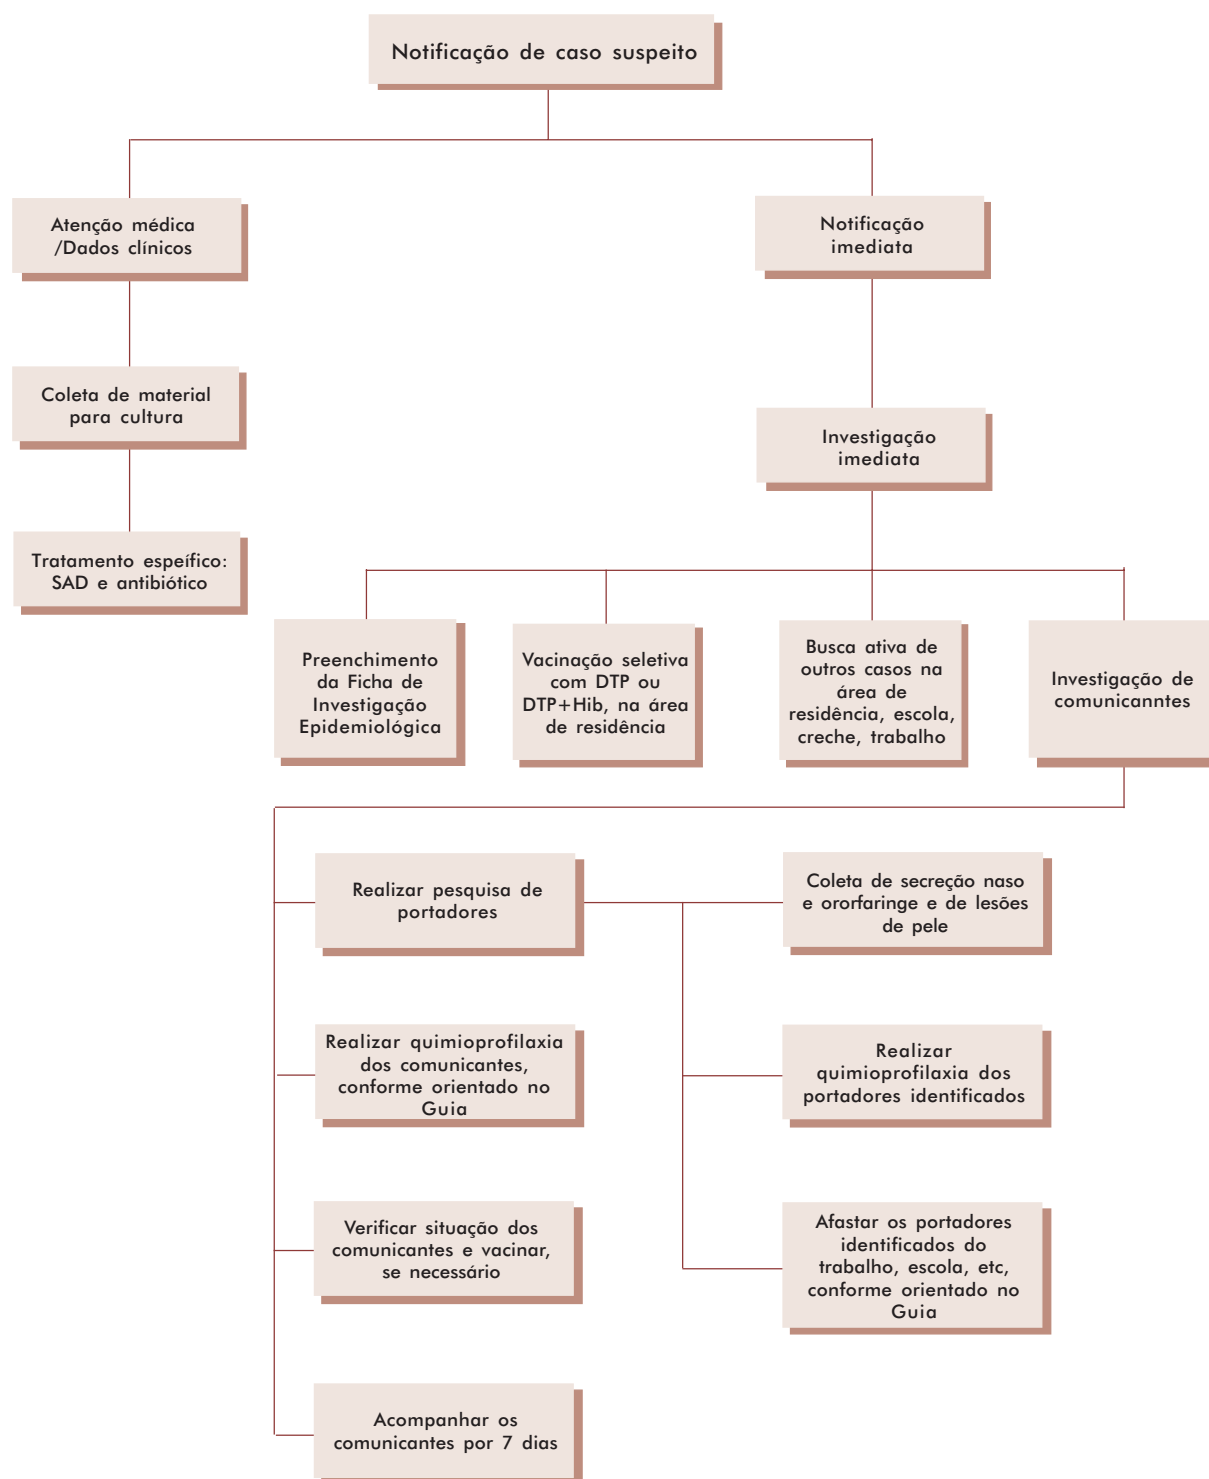 Notificação de caso suspeito
Atenção médica
/Dados clínicos
Notificação
imediata
Coleta de material
para cultura
Investigação
imediata
Tratamento espeífico:
SAD e antibiótico
Preenchimento
da Ficha de
Investigação
Epidemiológica
Vacinação seletiva
com DTP ou
DTP+Hib, na área
de residência
Busca ativa de
outros casos na
área de
residência, escola,
creche, trabalho
Investigação de
comunicanntes
Realizar pesquisa de
portadores
Coleta de secreção naso
e ororfaringe e de lesões
de pele
Realizar quimioprofilaxia
dos comunicantes,
conforme orientado no
Guia
Realizar
quimioprofilaxia dos
portadores identificados
Verificar situação dos
comunicantes e vacinar,
se necessário
Afastar os portadores
identificados do
trabalho, escola, etc,
conforme orientado no
Guia
Acompanhar os
comunicantes por 7 dias